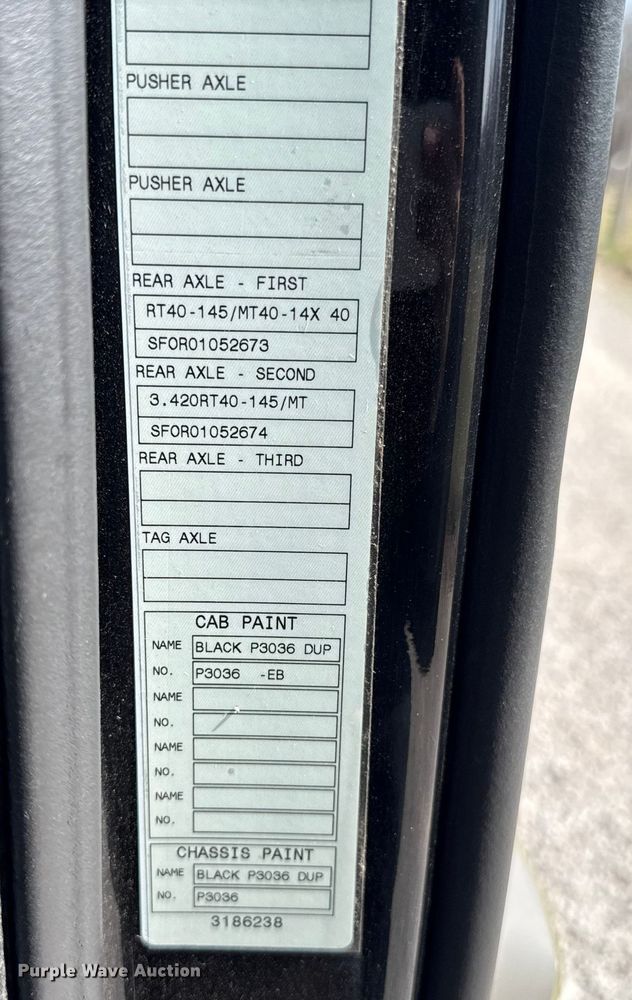 PUSHER AXLE
PUSHER AXLE
REAR AXLE - FIRST
RT40-145/MT40-14X 40
SFOR01052673
REAR AXLE - SECOND
3.420RT40-145/MT
SFOR01052674
REAR AXLE - THIRD
TAG AXLE
CAB PAINT
NAME BLACK P3036 DUP
NO. P3036 -EB
NAME
NO.
NAME
NO.
NAME
NO.
CHASSIS PAINT
NAME BLACK P3036 DUP
NO. P3036
3186238
Purple Wave Auction